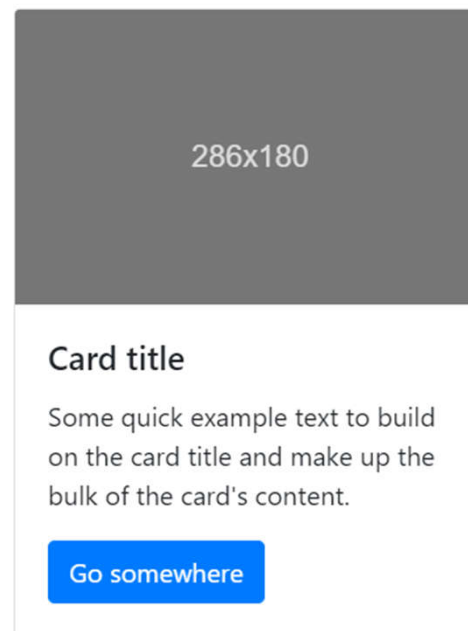 286x180
Card title
Some quick example text to build
on the card title and make up the
bulk of the card's content.
Go somewhere